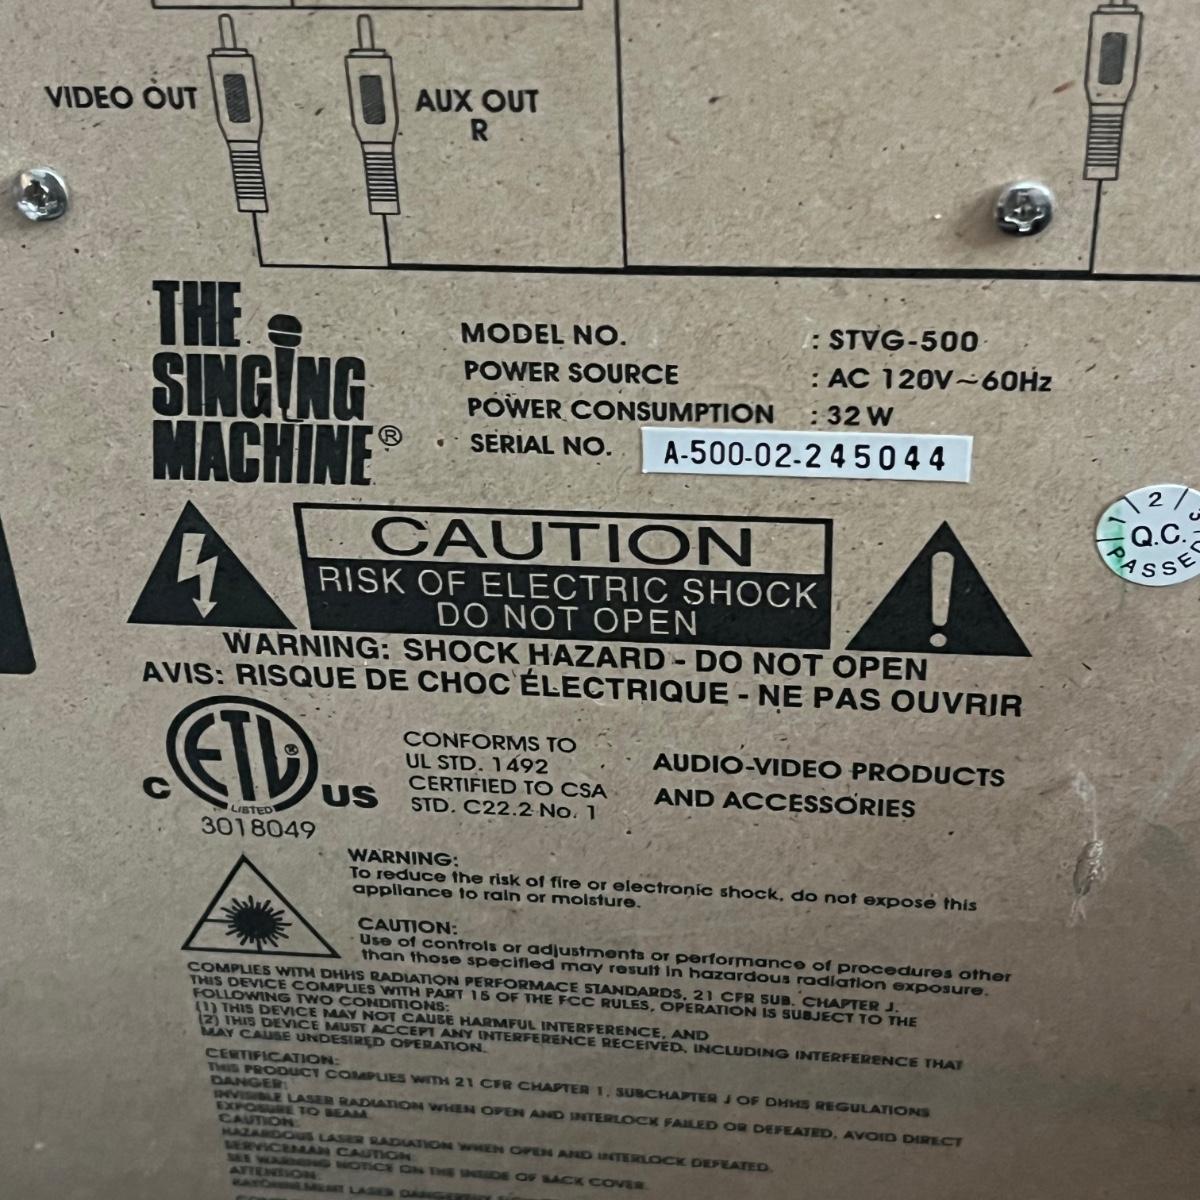 VIDEO OUT
AUX OUT
R
THE
SINGING
MACHINE®
MODEL NO. : STVG-500
POWER SOURCE : AC 120V~60Hz
POWER CONSUMPTION : 32 W
SERIAL NO. A-500-02-245044
1 2 3
Q.C.
PASSED
CAUTION
RISK OF ELECTRIC SHOCK
DO NOT OPEN
WARNING: SHOCK HAZARD - DO NOT OPEN
AVIS: RISQUE DE CHOC ÉLECTRIQUE - NE PAS OUVRIR
ETL®
C US
LISTED
3018049
CONFORMS TO
UL STD. 1492
CERTIFIED TO CSA
STD. C22.2 No. 1
AUDIO-VIDEO PRODUCTS
AND ACCESSORIES
WARNING:
To reduce the risk of fire or electronic shock, do not expose this
appliance to rain or moisture.
CAUTION:
Use of controls or adjustments or performance of procedures other
than those specified may result in hazardous radiation exposure.
COMPLIES WITH DHHS RADIATION PERFORMACE STANDARDS, 21 CFR SUB. CHAPTER J.
THIS DEVICE COMPLIES WITH PART 15 OF THE FCC RULES, OPERATION IS SUBJECT TO THE
FOLLOWING TWO CONDITIONS:
(1) THIS DEVICE MAY NOT CAUSE HARMFUL INTERFERENCE, AND
(2) THIS DEVICE MUST ACCEPT ANY INTERFERENCE RECEIVED, INCLUDING INTERFERENCE THAT
MAY CAUSE UNDESIRED OPERATION.
CERTIFICATION:
THIS PRODUCT COMPLIES WITH 21 CFR CHAPTER 1, SUBCHAPTER J OF DHHS REGULATIONS
DANGER:
INVISIBLE LASER RADIATION WHEN OPEN AND INTERLOCK FAILED OR DEFEATED, AVOID DIRECT
EXPOSURE TO BEAM.
CAUTION:
HAZARDOUS LASER RADIATION WHEN OPEN AND INTERLOCK DEFEATED.
SERVICEMAN CAUTION:
SEE WARNING NOTICE ON THE INSIDE OF BACK COVER.
ATTENTION:
RAYONNEMENT LASER